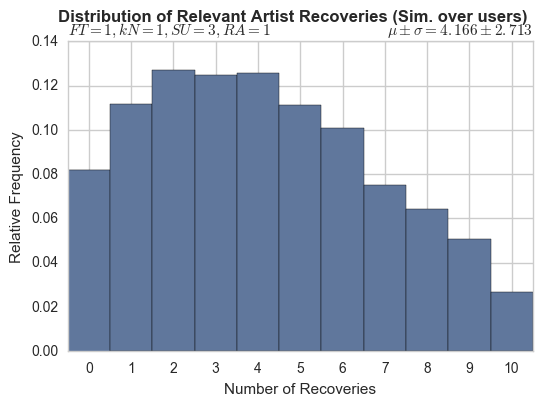 Distribution of Relevant Artist Recoveries (Sim. over users)
FT = 1, kN = 1, SU = 3, RA = 1
μ ± σ = 4.166 ± 2.713
0.14
0.12
0.10
0.08
0.06
0.04
0.02
0.00
Relative Frequency
0 1 2 3 4 5 6 7 8 9 10
Number of Recoveries